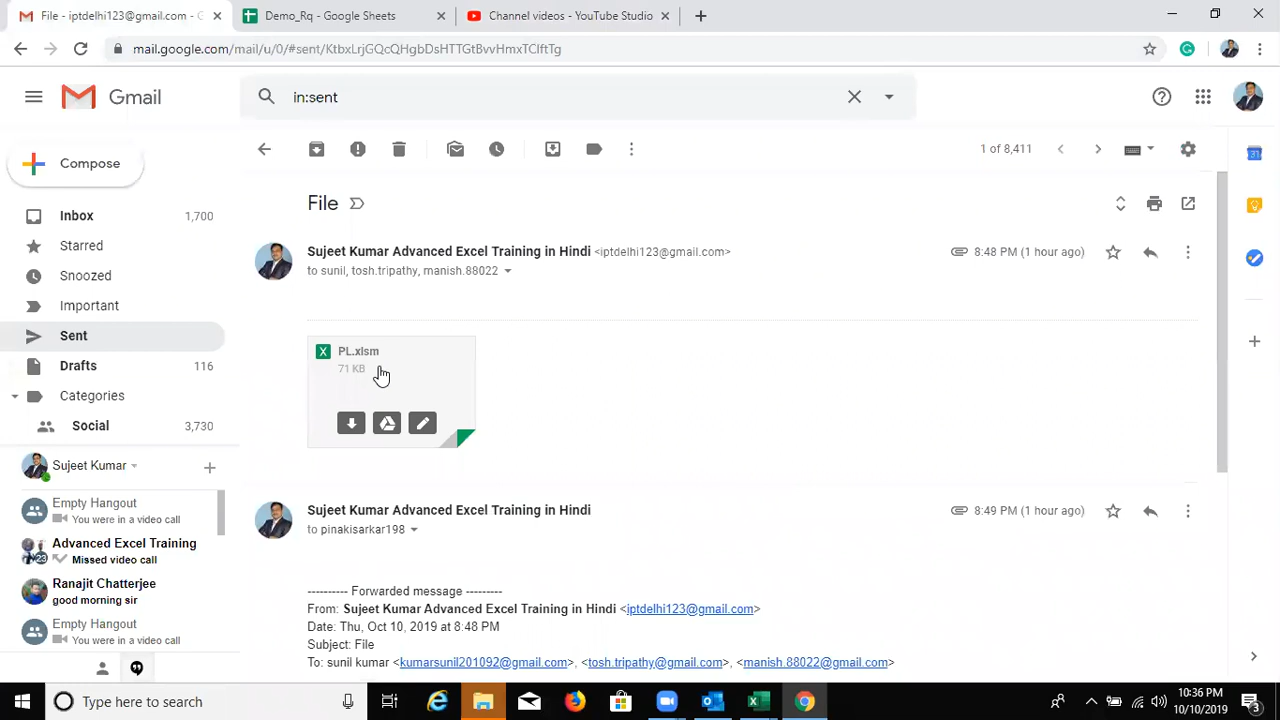 File - iptdelhi123@gmail.com - G
Demo_Rq - Google Sheets
Channel videos - YouTube Studio
mail.google.com/mail/u/0/#sent/KtbxLrjGQcQHgbDsHTTGtBvvHmxTClftTg
Gmail
in:sent
Compose
1 of 8,411
Inbox 1,700
Starred
Snoozed
Important
Sent
Drafts 116
Categories
Social 3,730
Sujeet Kumar
Empty Hangout
You were in a video call
Advanced Excel Training
23
Missed video call
Ranajit Chatterjee
good morning sir
Empty Hangout
You were in a video call
File
Sujeet Kumar Advanced Excel Training in Hindi <iptdelhi123@gmail.com>
8:48 PM (1 hour ago)
to sunil, tosh.tripathy, manish.88022
X PL.xlsm
71 KB
Sujeet Kumar Advanced Excel Training in Hindi
8:49 PM (1 hour ago)
to pinakisarkar198
---------- Forwarded message ---------
From: Sujeet Kumar Advanced Excel Training in Hindi <iptdelhi123@gmail.com>
Date: Thu, Oct 10, 2019 at 8:48 PM
Subject: File
To: sunil kumar <kumarsunil201092@gmail.com>, <tosh.tripathy@gmail.com>, <manish.88022@gmail.com>
31
Type here to search
10:36 PM
10/10/2019
3